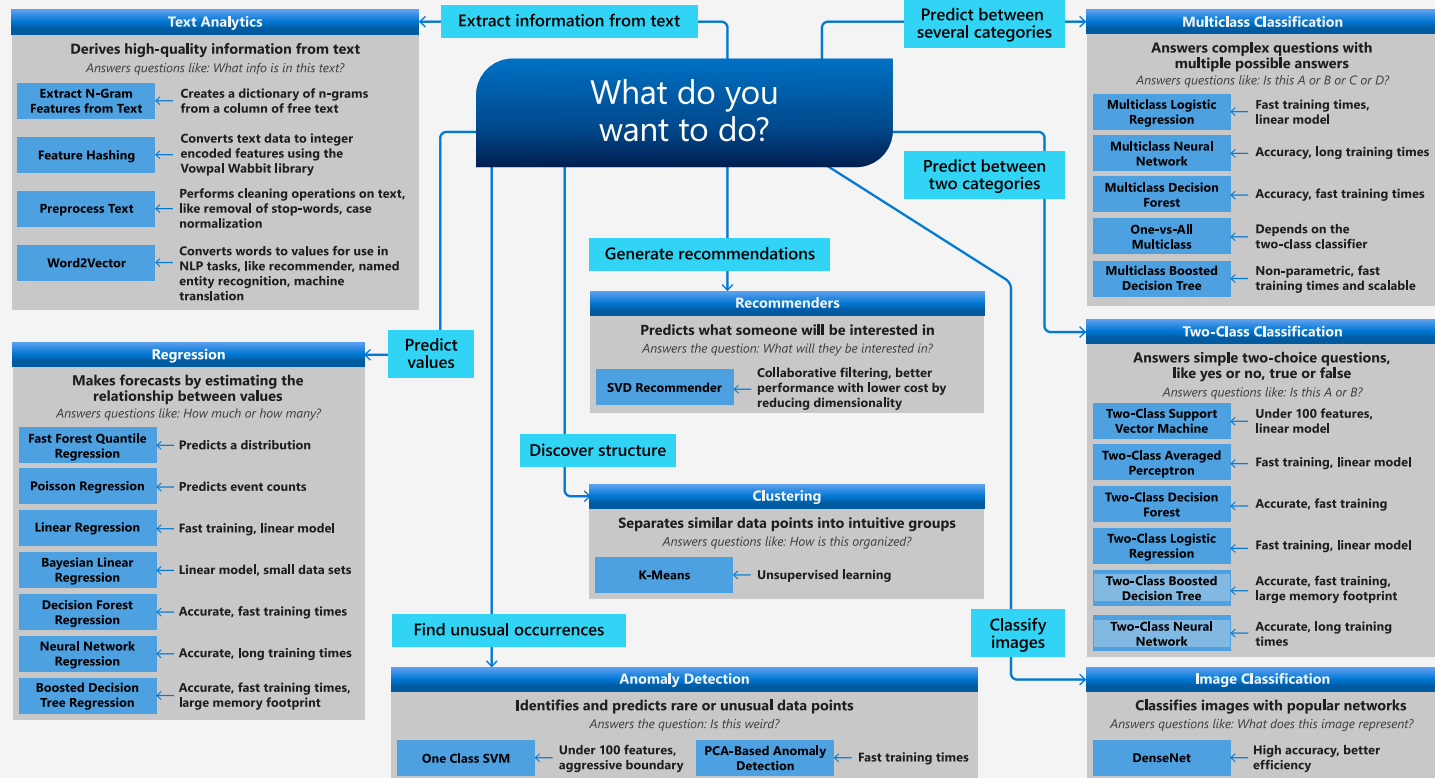 What do you
want to do?
Extract information from text
Text Analytics
Derives high-quality information from text
Answers questions like: What info is in this text?
Extract N-Gram
Features from Text
Creates a dictionary of n-grams
from a column of free text
Feature Hashing
Converts text data to integer
encoded features using the
Vowpal Wabbit library
Preprocess Text
Performs cleaning operations on text,
like removal of stop-words, case
normalization
Word2Vector
Converts words to values for use in
NLP tasks, like recommender, named
entity recognition, machine
translation
Predict
values
Regression
Makes forecasts by estimating the
relationship between values
Answers questions like: How much or how many?
Fast Forest Quantile
Regression
Predicts a distribution
Poisson Regression
Predicts event counts
Linear Regression
Fast training, linear model
Bayesian Linear
Regression
Linear model, small data sets
Decision Forest
Regression
Accurate, fast training times
Neural Network
Regression
Accurate, long training times
Boosted Decision
Tree Regression
Accurate, fast training times,
large memory footprint
Generate recommendations
Recommenders
Predicts what someone will be interested in
Answers the question: What will they be interested in?
SVD Recommender
Collaborative filtering, better
performance with lower cost by
reducing dimensionality
Discover structure
Clustering
Separates similar data points into intuitive groups
Answers questions like: How is this organized?
K-Means
Unsupervised learning
Find unusual occurrences
Anomaly Detection
Identifies and predicts rare or unusual data points
Answers the question: Is this weird?
One Class SVM
Under 100 features,
aggressive boundary
PCA-Based Anomaly
Detection
Fast training times
Predict between
several categories
Multiclass Classification
Answers complex questions with
multiple possible answers
Answers questions like: Is this A or B or C or D?
Multiclass Logistic
Regression
Fast training times,
linear model
Multiclass Neural
Network
Accuracy, long training times
Multiclass Decision
Forest
Accuracy, fast training times
One-vs-All
Multiclass
Depends on the
two-class classifier
Multiclass Boosted
Decision Tree
Non-parametric, fast
training times and scalable
Predict between
two categories
Two-Class Classification
Answers simple two-choice questions,
like yes or no, true or false
Answers questions like: Is this A or B?
Two-Class Support
Vector Machine
Under 100 features,
linear model
Two-Class Averaged
Perceptron
Fast training, linear model
Two-Class Decision
Forest
Accurate, fast training
Two-Class Logistic
Regression
Fast training, linear model
Two-Class Boosted
Decision Tree
Accurate, fast training,
large memory footprint
Two-Class Neural
Network
Accurate, long training
times
Classify
images
Image Classification
Classifies images with popular networks
Answers questions like: What does this image represent?
DenseNet
High accuracy, better
efficiency